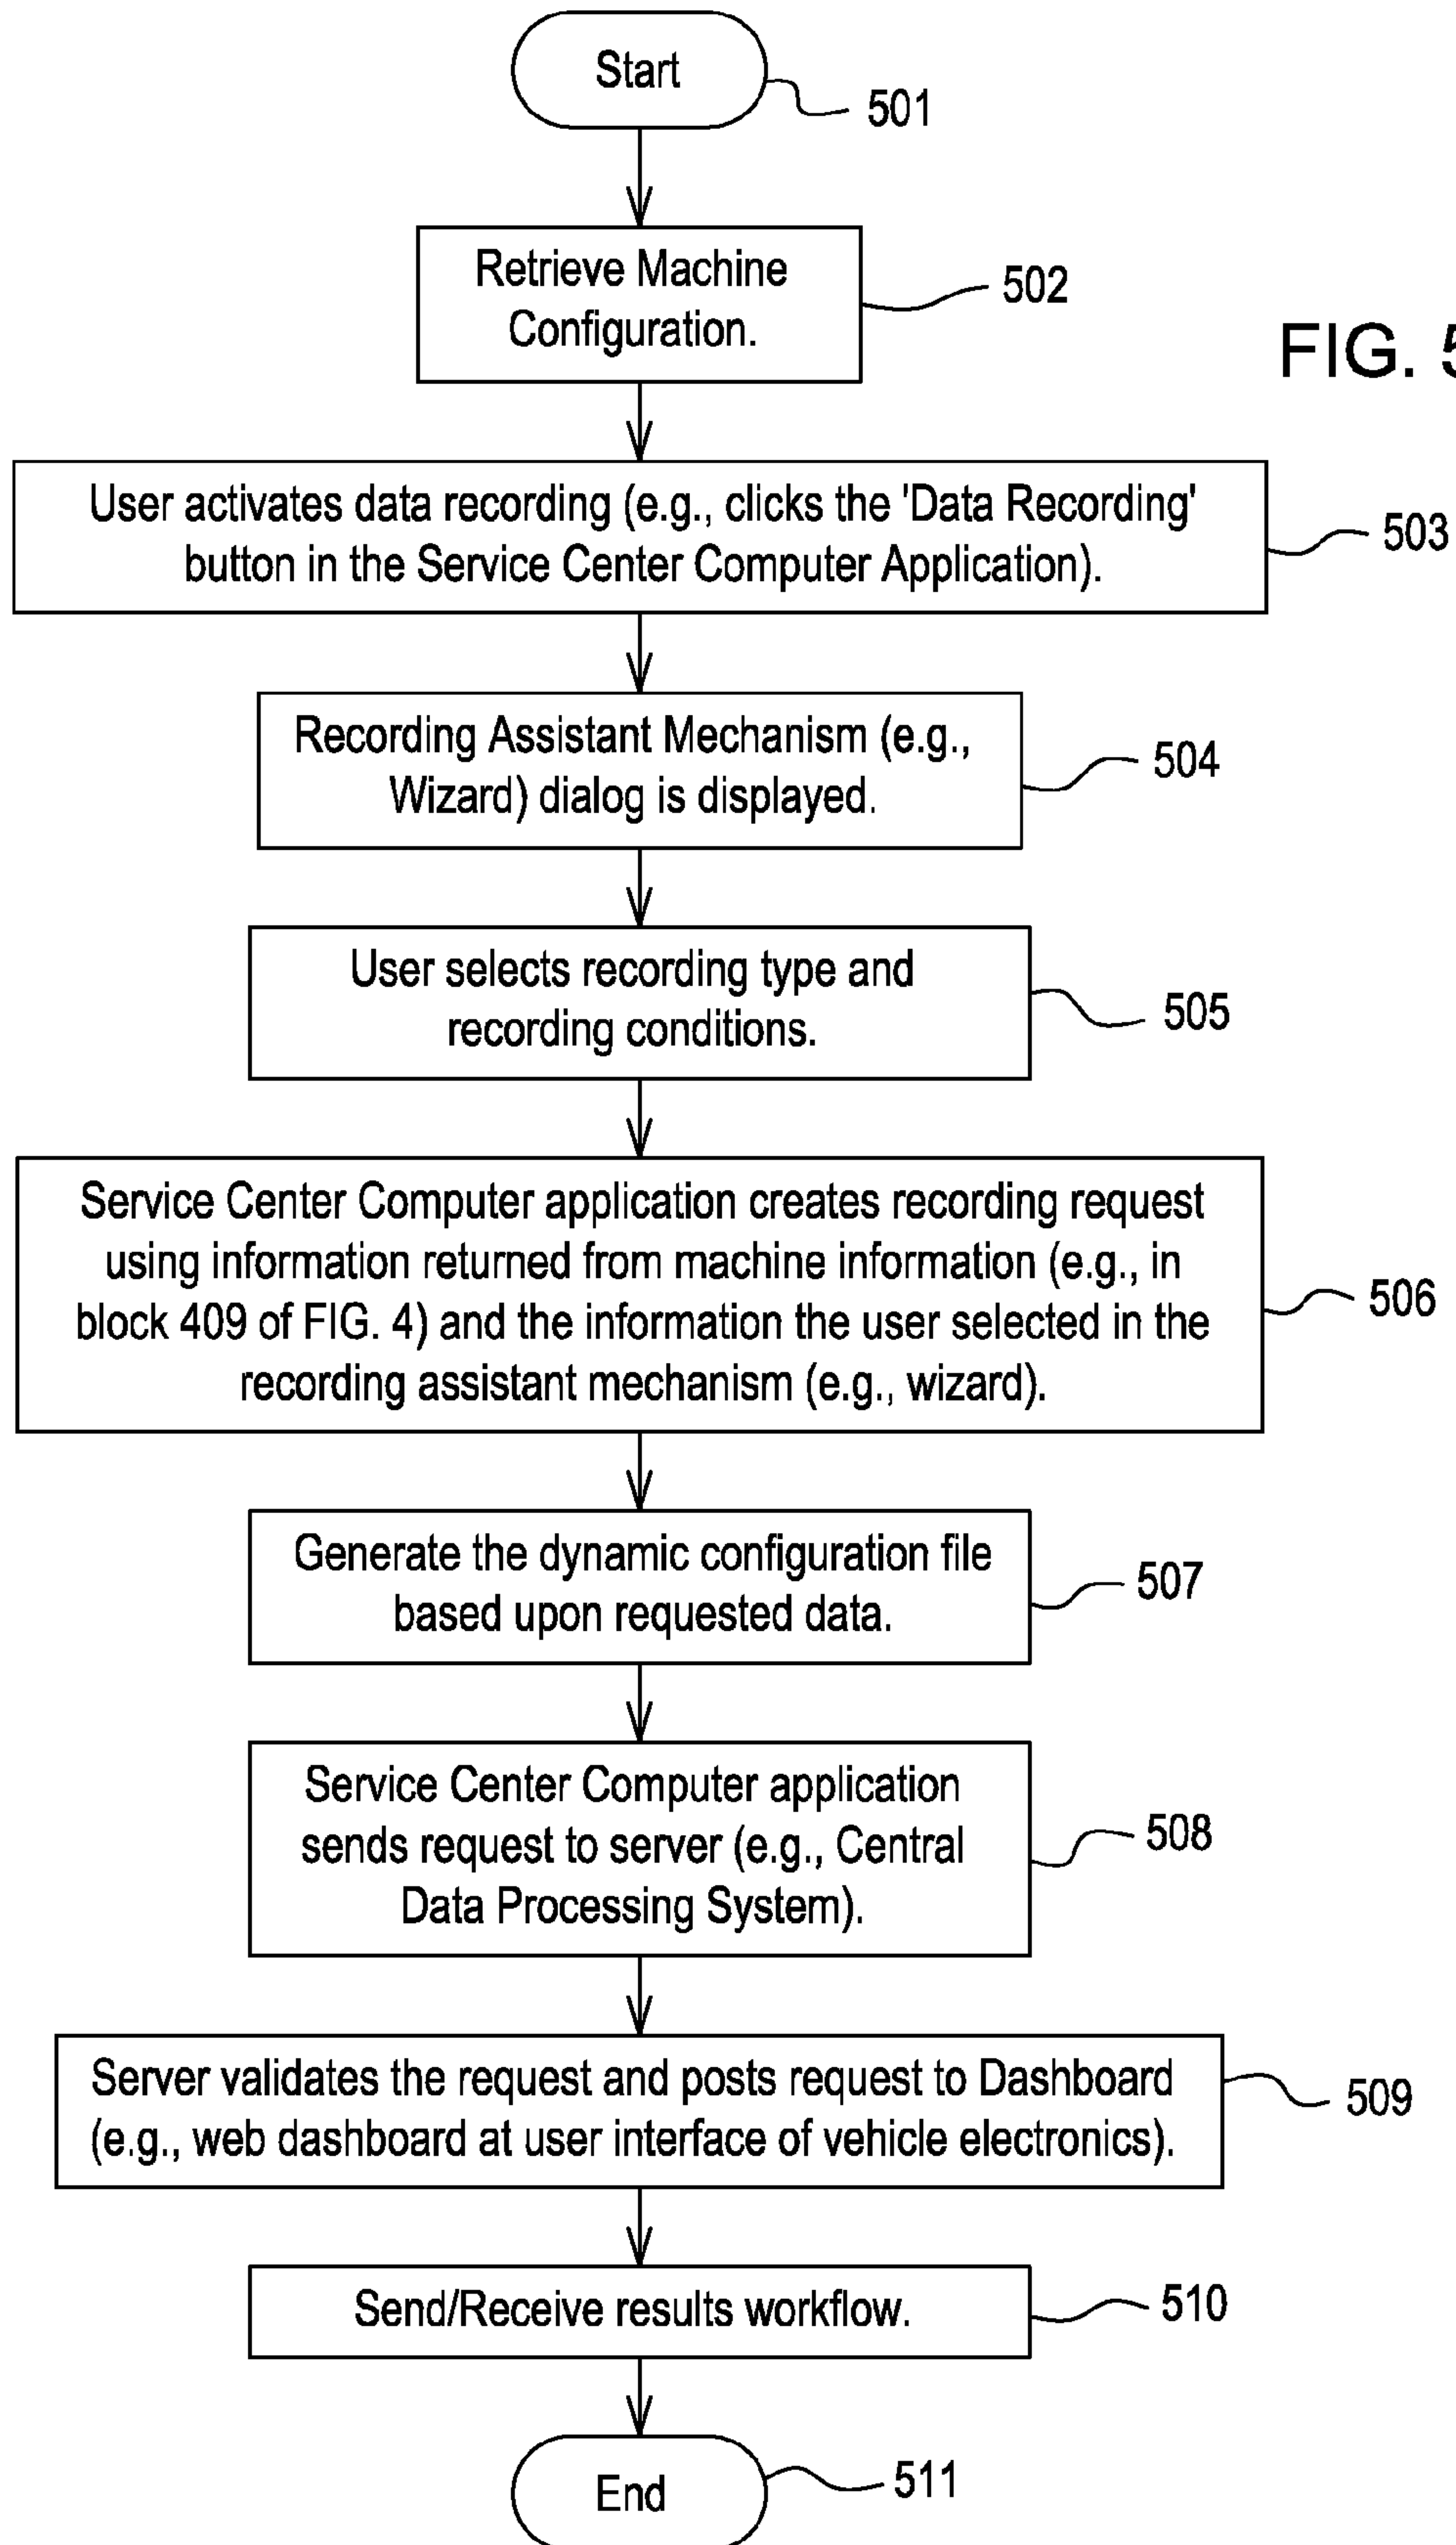 Start
501
Retrieve Machine
Configuration.
502
FIG. 5
User activates data recording (e.g., clicks the 'Data Recording'
button in the Service Center Computer Application).
503
Recording Assistant Mechanism (e.g.,
Wizard) dialog is displayed.
504
User selects recording type and
recording conditions.
505
Service Center Computer application creates recording request
using information returned from machine information (e.g., in
block 409 of FIG. 4) and the information the user selected in the
recording assistant mechanism (e.g., wizard).
506
Generate the dynamic configuration file
based upon requested data.
507
Service Center Computer application
sends request to server (e.g., Central
Data Processing System).
508
Server validates the request and posts request to Dashboard
(e.g., web dashboard at user interface of vehicle electronics).
509
Send/Receive results workflow.
510
End
511